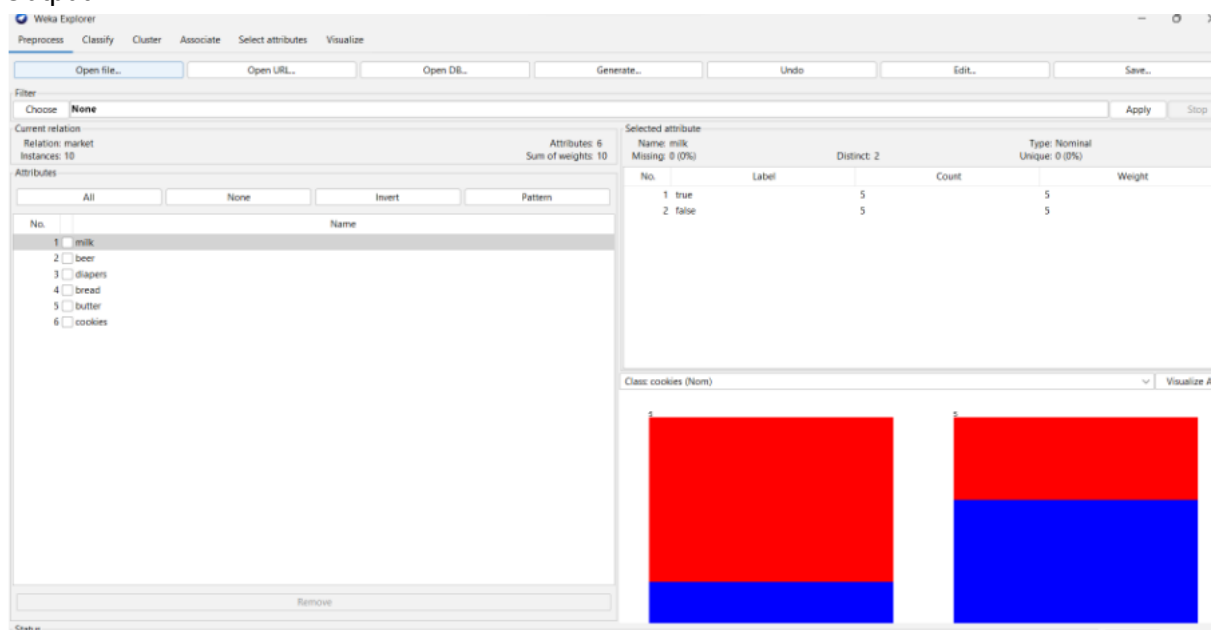 Weka Explorer
Preprocess Classify Cluster Associate Select attributes Visualize
Open file... Open URL... Open DB... Generate... Undo Edit... Save...
Filter
Choose None Apply Stop
Current relation
Relation: market Attributes: 6
Instances: 10 Sum of weights: 10
Selected attribute
Name: milk Type: Nominal
Missing: 0 (0%) Distinct: 2 Unique: 0 (0%)
Attributes
All None Invert Pattern
No. Name
1 milk
2 beer
3 diapers
4 bread
5 butter
6 cookies
Remove
No. Label Count Weight
1 true 5 5
2 false 5 5
Class: cookies (Nom) Visualize A
5 5
Status